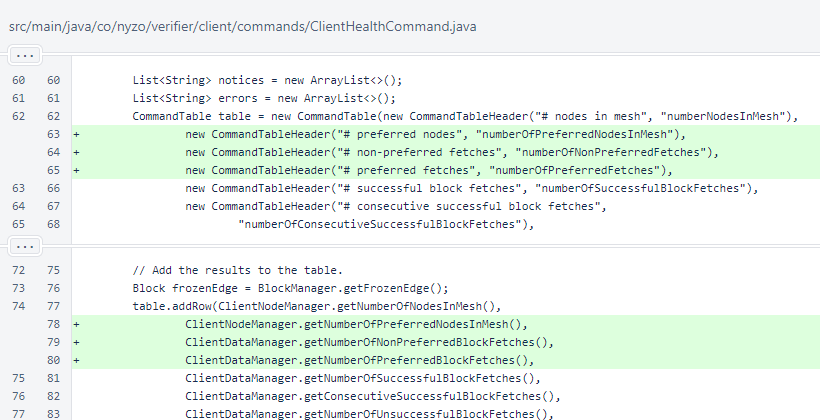 src/main/java/co/nyzo/verifier/client/commands/ClientHealthCommand.java
...
60 60 List<String> notices = new ArrayList<>();
61 61 List<String> errors = new ArrayList<>();
62 62 CommandTable table = new CommandTable(new CommandTableHeader("# nodes in mesh", "numberNodesInMesh"),
63 + new CommandTableHeader("# preferred nodes", "numberOfPreferredNodesInMesh"),
64 + new CommandTableHeader("# non-preferred fetches", "numberOfNonPreferredFetches"),
65 + new CommandTableHeader("# preferred fetches", "numberOfPreferredFetches"),
63 66 new CommandTableHeader("# successful block fetches", "numberOfSuccessfulBlockFetches"),
64 67 new CommandTableHeader("# consecutive successful block fetches",
65 68 "numberOfConsecutiveSuccessfulBlockFetches"),
...
72 75 // Add the results to the table.
73 76 Block frozenEdge = BlockManager.getFrozenEdge();
74 77 table.addRow(ClientNodeManager.getNumberOfNodesInMesh(),
78 + ClientNodeManager.getNumberOfPreferredNodesInMesh(),
79 + ClientDataManager.getNumberOfNonPreferredBlockFetches(),
80 + ClientDataManager.getNumberOfPreferredBlockFetches(),
75 81 ClientDataManager.getNumberOfSuccessfulBlockFetches(),
76 82 ClientDataManager.getConsecutiveSuccessfulBlockFetches(),
77 83 ClientDataManager.getNumberOfUnsuccessfulBlockFetches(),